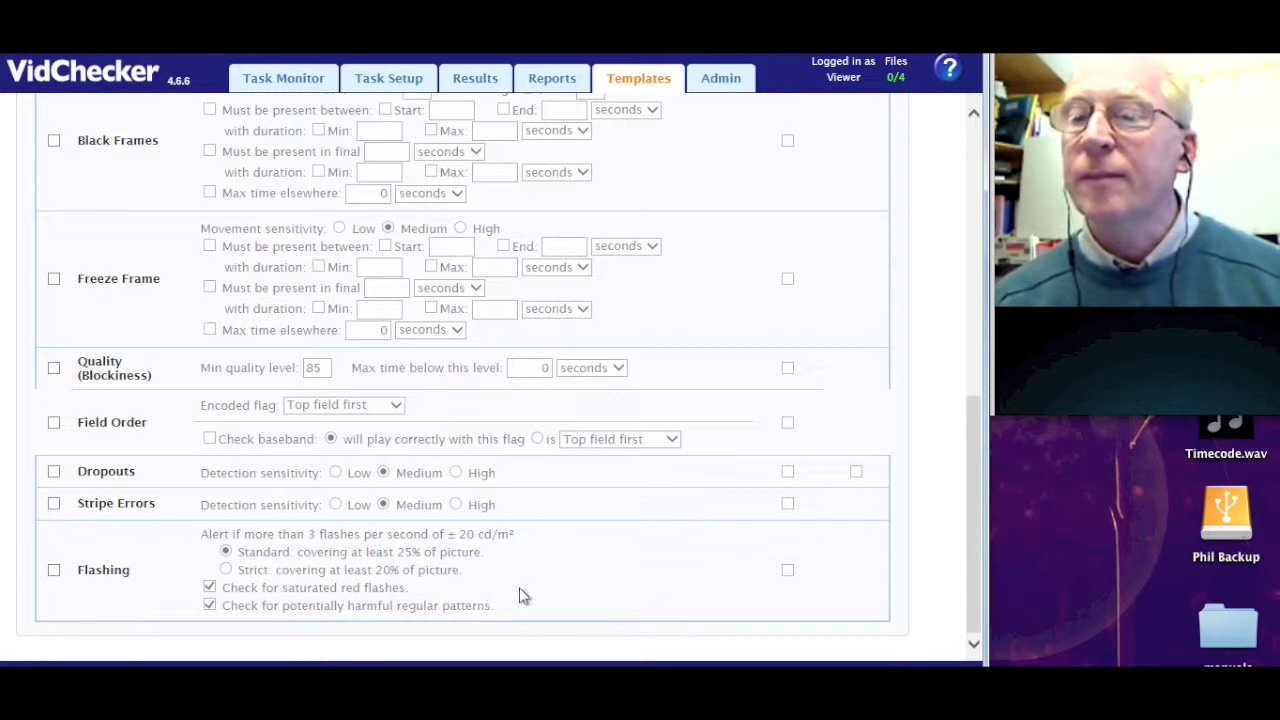 VidChecker 4.6.6
Task Monitor Task Setup Results Reports Templates Admin
Logged in as Viewer
Files 0/4
?
Black Frames
Must be present between: Start: End: seconds
with duration: Min: Max: seconds
Must be present in final seconds
with duration: Min: Max: seconds
Max time elsewhere: 0 seconds
Freeze Frame
Movement sensitivity: Low Medium High
Must be present between: Start: End: seconds
with duration: Min: Max: seconds
Must be present in final seconds
with duration: Min: Max: seconds
Max time elsewhere: 0 seconds
Quality
(Blockiness)
Min quality level: 85 Max time below this level: 0 seconds
Field Order
Encoded flag: Top field first
Check baseband: will play correctly with this flag is Top field first
Dropouts Detection sensitivity: Low Medium High
Stripe Errors Detection sensitivity: Low Medium High
Flashing
Alert if more than 3 flashes per second of ± 20 cd/m²
Standard: covering at least 25% of picture.
Strict: covering at least 20% of picture.
Check for saturated red flashes.
Check for potentially harmful regular patterns.
Timecode.wav
Phil Backup